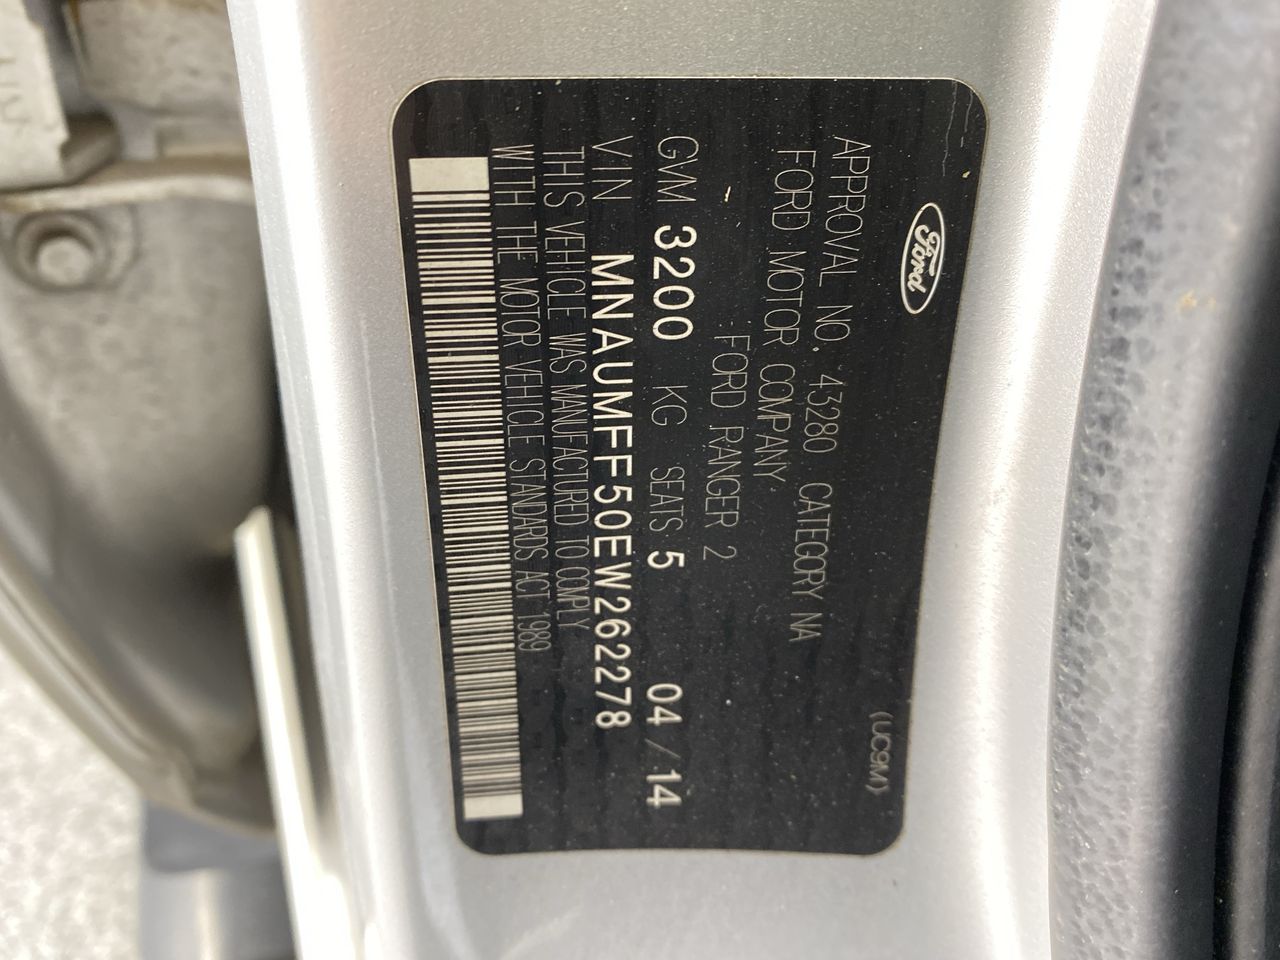 Ford
(UC9M)
APPROVAL NO. 43280 CATEGORY NA
FORD MOTOR COMPANY
FORD RANGER 2
GVM 3200 KG SEATS 5 04 / 14
VIN MNAUMFF50EW262278
THIS VEHICLE WAS MANUFACTURED TO COMPLY
WITH THE MOTOR VEHICLE STANDARDS ACT 1989